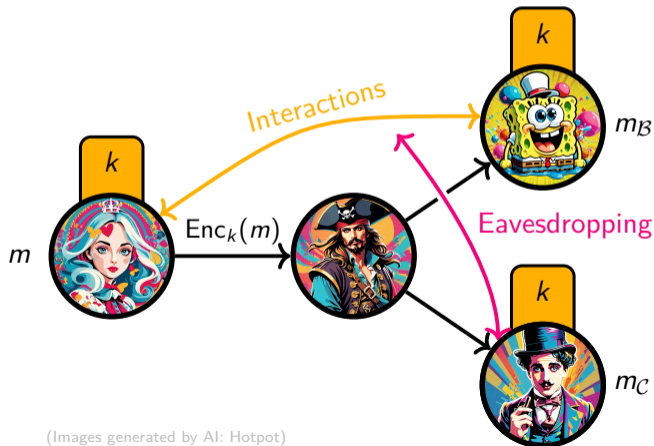 k
Interactions
m_ℬ
k
m
Enc_k(m)
Eavesdropping
k
m_𝒞
(Images generated by AI: Hotpot)